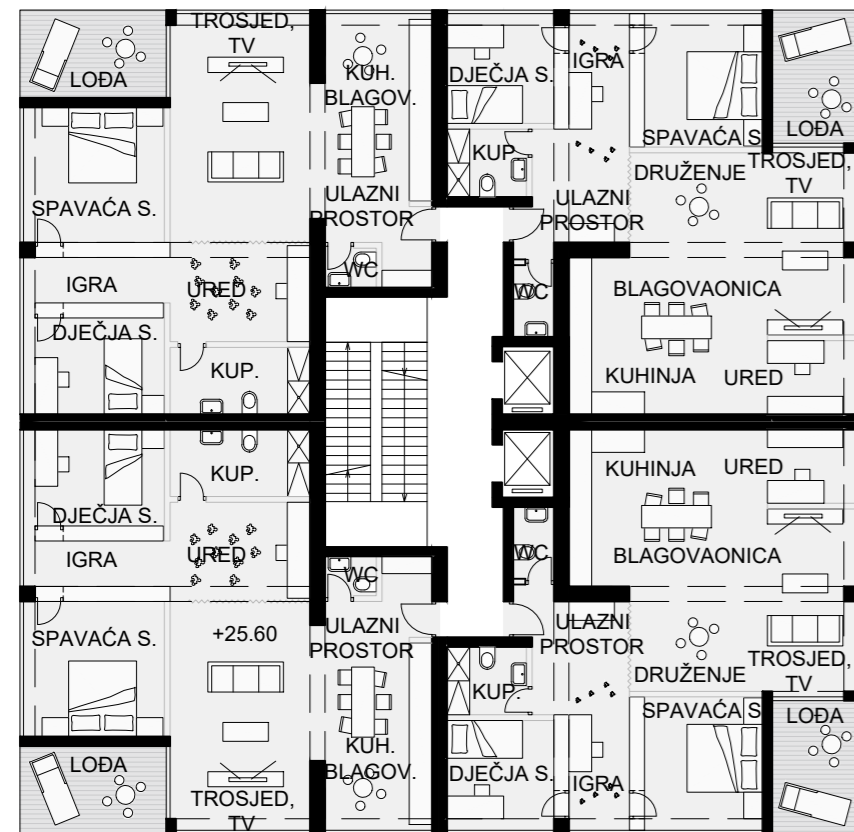 TROSJED,
TV
LOĐA
KUH.
BLAGOV.
DJEČJA S.
IGRA
SPAVAĆA S.
LOĐA
KUP.
DRUŽENJE
TROSJED,
TV
SPAVAĆA S.
ULAZNI
PROSTOR
ULAZNI
PROSTOR
WC
IGRA
URED
WC
BLAGOVAONICA
DJEČJA S.
KUP.
KUHINJA
URED
KUP.
KUHINJA
URED
DJEČJA S.
IGRA
URED
WC
WC
BLAGOVAONICA
SPAVAĆA S.
+25.60
ULAZNI
PROSTOR
ULAZNI
PROSTOR
DRUŽENJE
TROSJED,
TV
KUP.
SPAVAĆA S.
LOĐA
LOĐA
KUH.
BLAGOV.
DJEČJA S.
IGRA
TROSJED,
TV